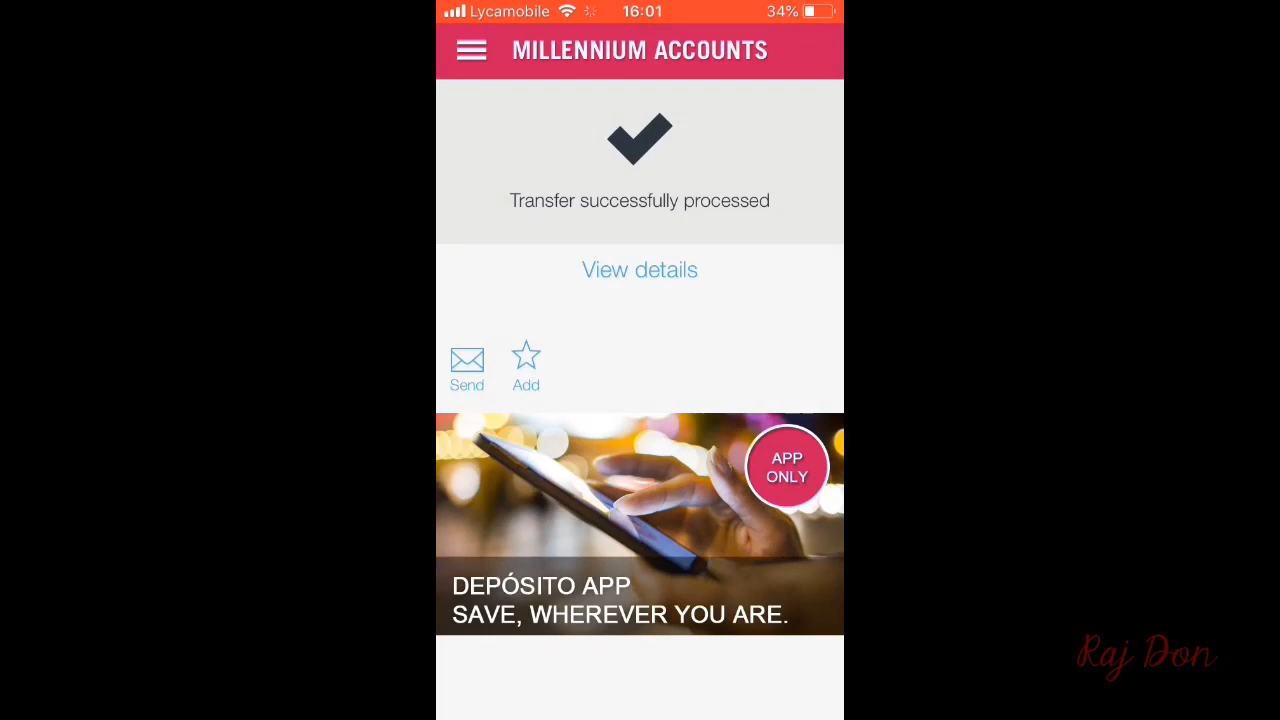 Lycamobile 16:01 34%
MILLENNIUM ACCOUNTS
Transfer successfully processed
View details
Send Add
APP
ONLY
DEPÓSITO APP
SAVE, WHEREVER YOU ARE.
Raj Don